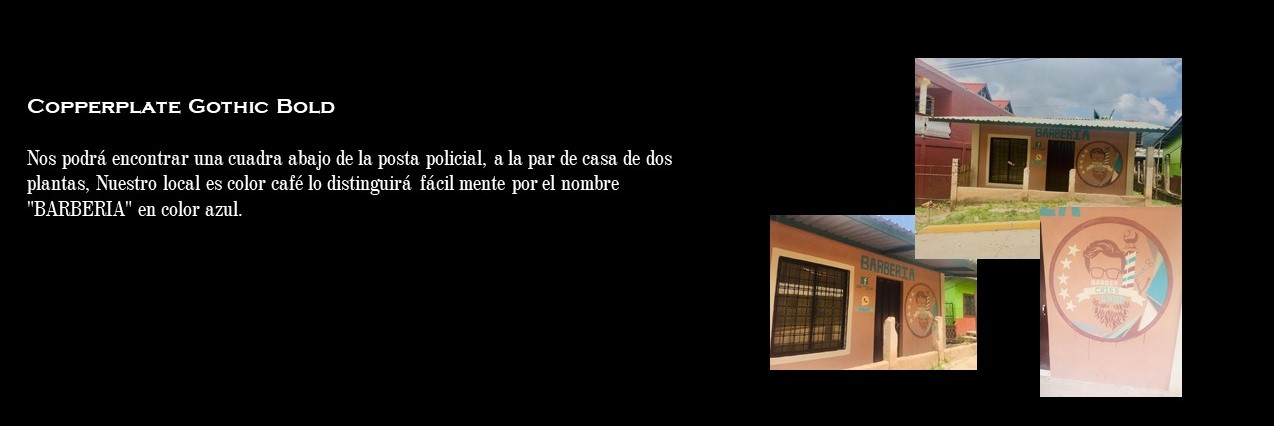 Copperplate Gothic Bold
Nos podrá encontrar una cuadra abajo de la posta policial, a la par de casa de dos
plantas, Nuestro local es color café lo distinguirá fácil mente por el nombre
"BARBERIA" en color azul.
BARBERIA
BARBERIA
BARBER
CRISS